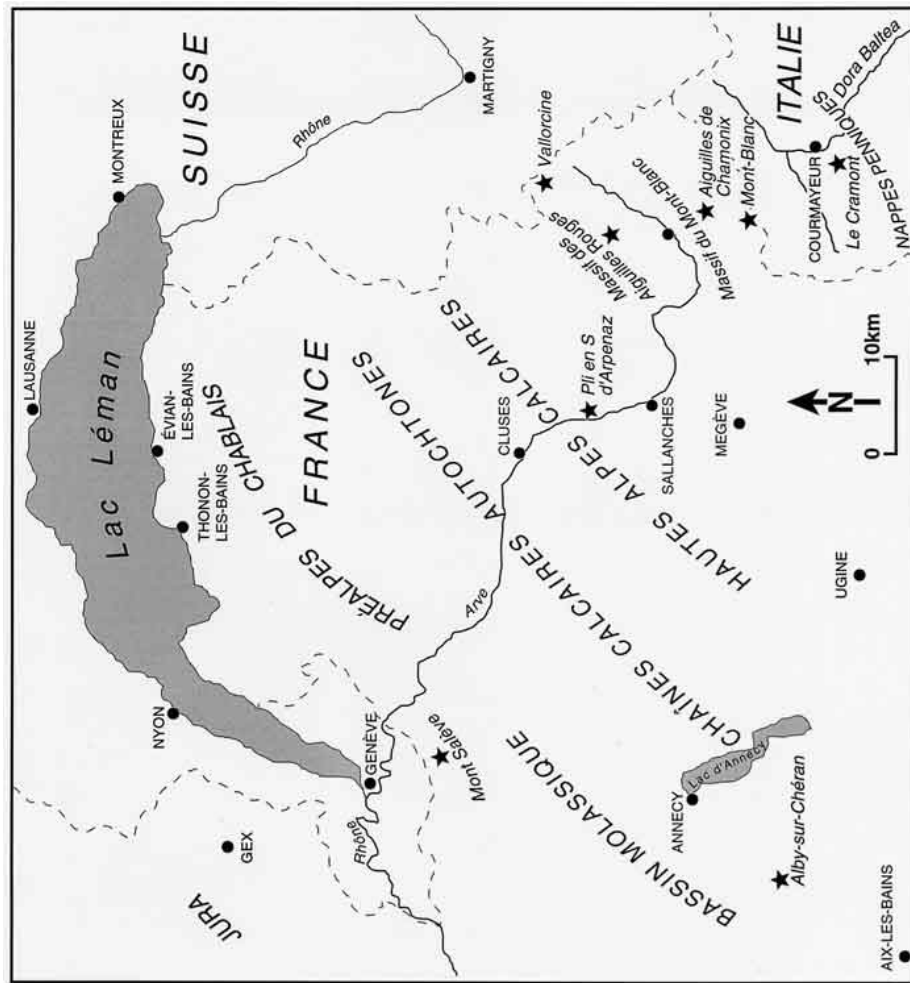 LAUSANNE
MONTREUX
SUISSE
Lac Léman
ÉVIAN-
LES-BAINS
THONON-
LES-BAINS
NYON
GENÈVE
GEX
JURA
Rhône
Rhône
MARTIGNY
PRÉALPES DU CHABLAIS
FRANCE
Arve
Mont Salève
CLUSES
Vallorcine
Massif des
Aiguilles Rouges
Massif du Mont-Blanc
Aiguilles de
Chamonix
Mont-Blanc
ITALIE
Dora Baltea
COURMAYEUR
Le Cramont
NAPPES PENNIQUES
Pli en S
d'Arpenaz
SALLANCHES
MEGÈVE
HAUTES ALPES CALCAIRES
CHAÎNES CALCAIRES AUTOCHTONES
BASSIN MOLASSIQUE
UGINE
ANNECY
Lac d'Annecy
Alby-sur-Chéran
AIX-LES-BAINS
N
0 10km